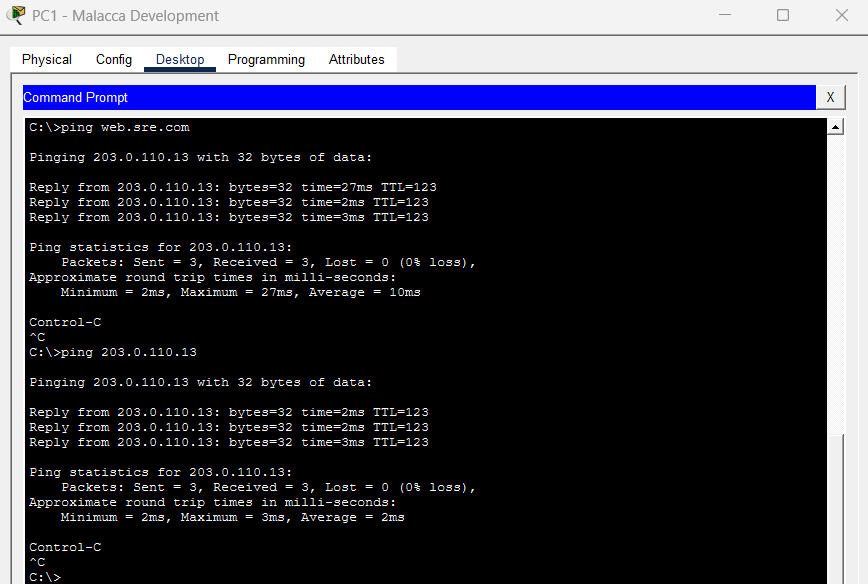 PC1 - Malacca Development
Physical Config Desktop Programming Attributes
Command Prompt X
C:\>ping web.sre.com
Pinging 203.0.110.13 with 32 bytes of data:
Reply from 203.0.110.13: bytes=32 time=27ms TTL=123
Reply from 203.0.110.13: bytes=32 time=2ms TTL=123
Reply from 203.0.110.13: bytes=32 time=3ms TTL=123
Ping statistics for 203.0.110.13:
    Packets: Sent = 3, Received = 3, Lost = 0 (0% loss),
Approximate round trip times in milli-seconds:
    Minimum = 2ms, Maximum = 27ms, Average = 10ms
Control-C
^C
C:\>ping 203.0.110.13
Pinging 203.0.110.13 with 32 bytes of data:
Reply from 203.0.110.13: bytes=32 time=2ms TTL=123
Reply from 203.0.110.13: bytes=32 time=2ms TTL=123
Reply from 203.0.110.13: bytes=32 time=3ms TTL=123
Ping statistics for 203.0.110.13:
    Packets: Sent = 3, Received = 3, Lost = 0 (0% loss),
Approximate round trip times in milli-seconds:
    Minimum = 2ms, Maximum = 3ms, Average = 2ms
Control-C
^C
C:\>